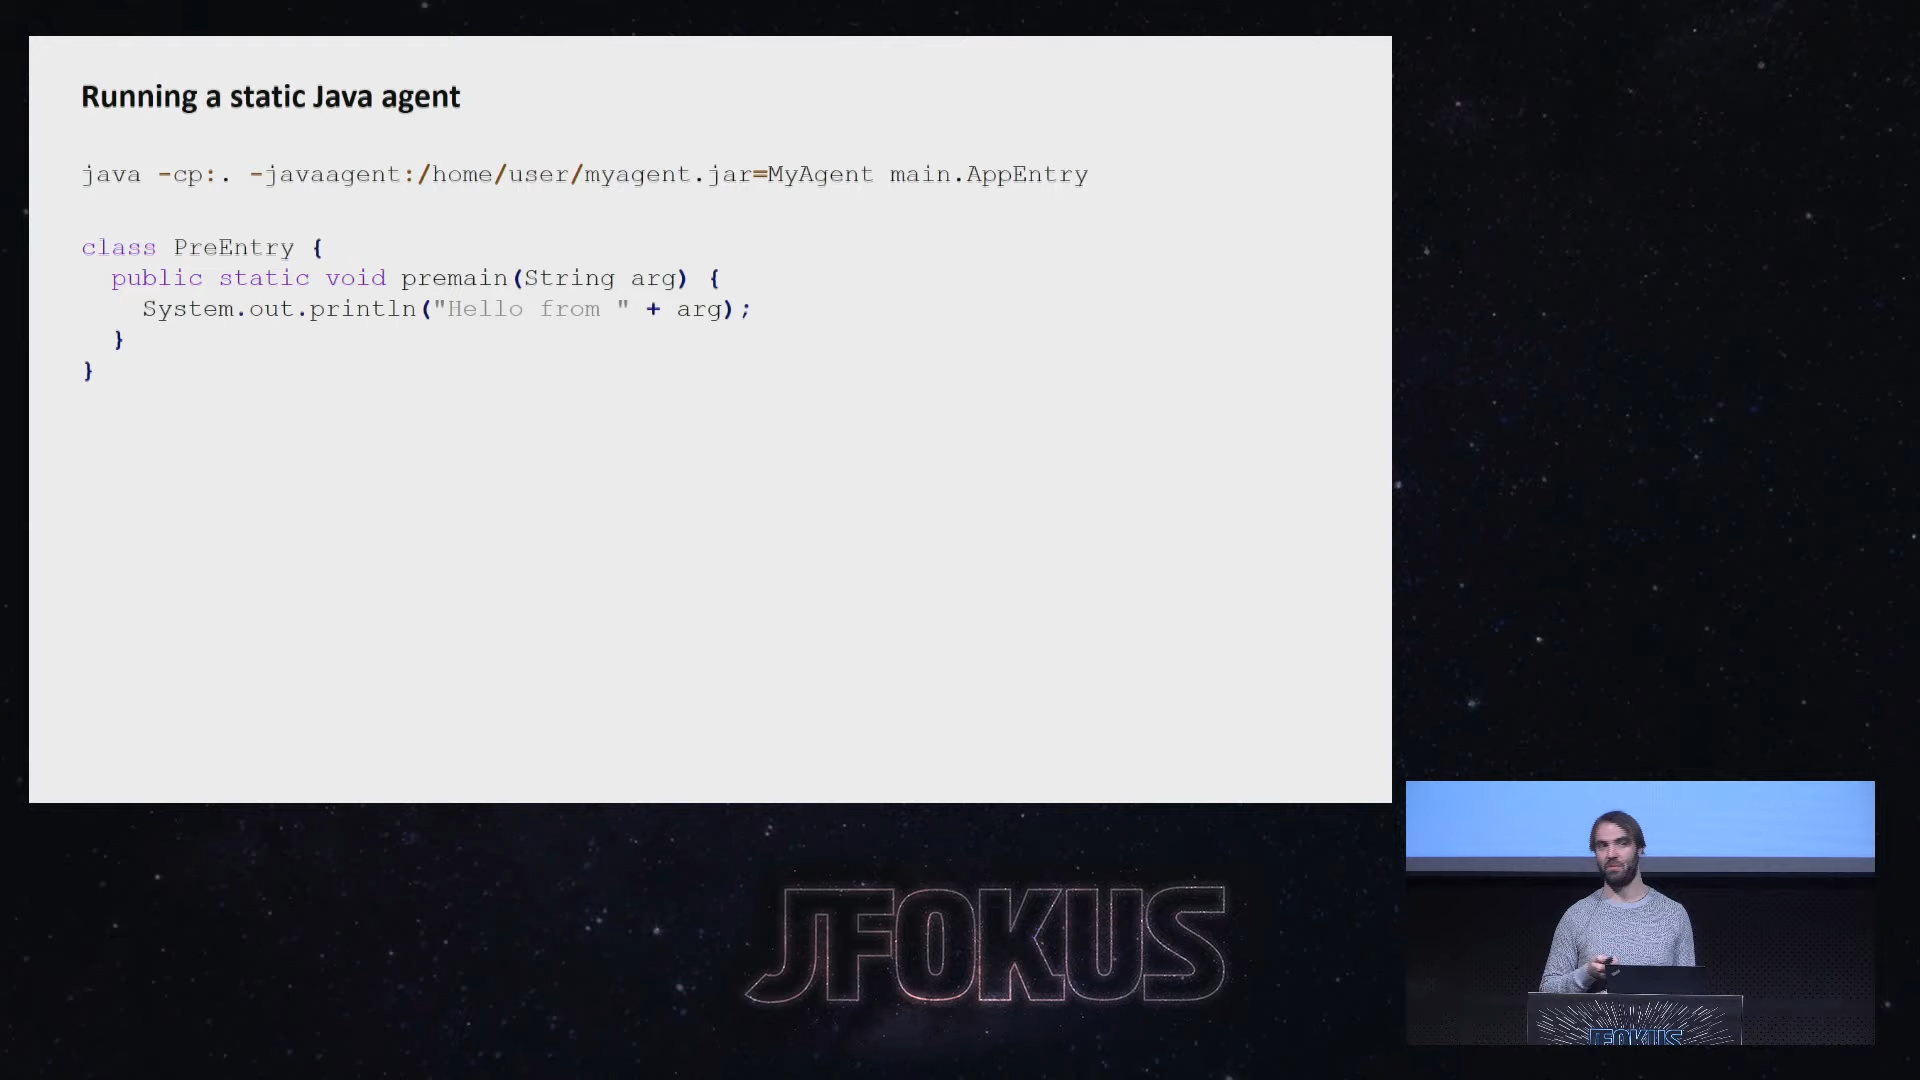 Running a static Java agent
java -cp:. -javaagent:/home/user/myagent.jar=MyAgent main.AppEntry
class PreEntry {
  public static void premain(String arg) {
    System.out.println("Hello from " + arg);
  }
}
JFOKUS
JFOKUS